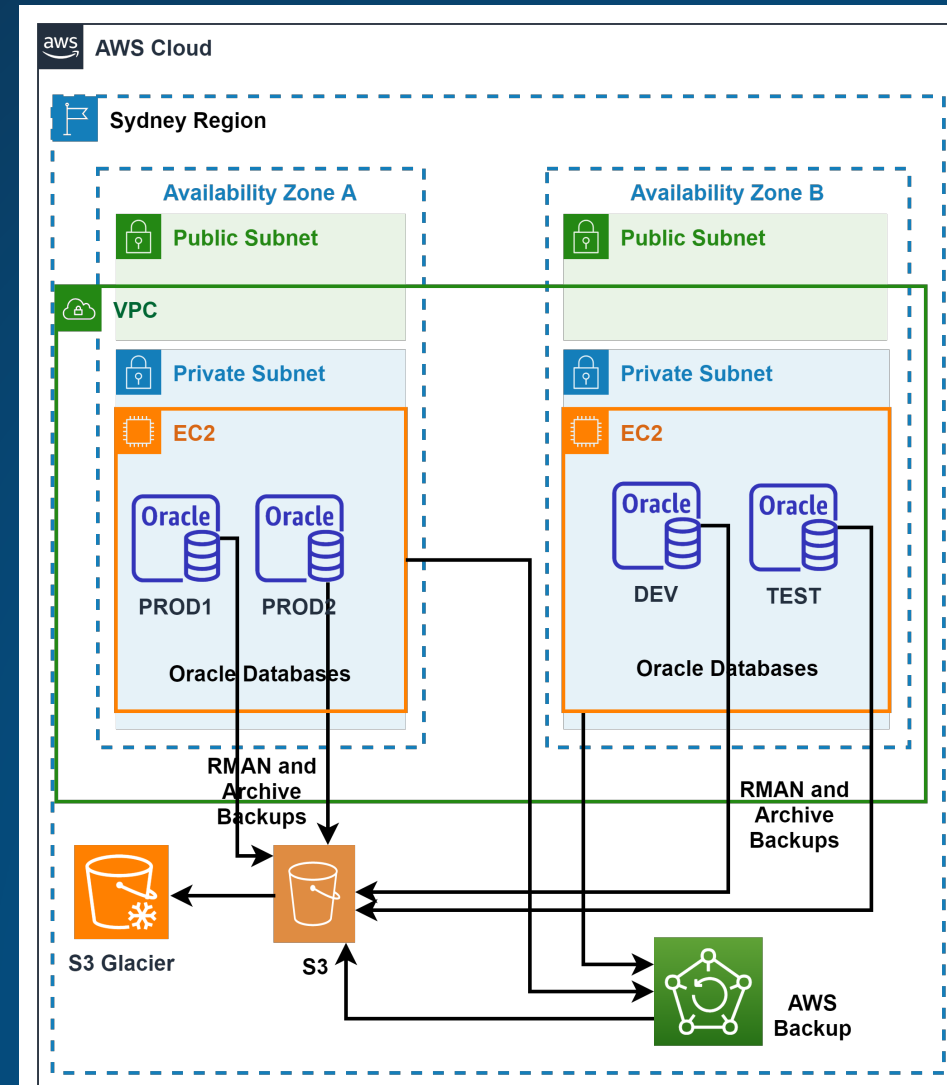 aws
AWS Cloud
Sydney Region
Availability Zone A
Availability Zone B
Public Subnet
Public Subnet
VPC
Private Subnet
Private Subnet
EC2
EC2
Oracle
Oracle
Oracle
Oracle
PROD1
PROD2
DEV
TEST
Oracle Databases
Oracle Databases
RMAN and
Archive
Backups
RMAN and
Archive
Backups
S3 Glacier
S3
AWS
Backup